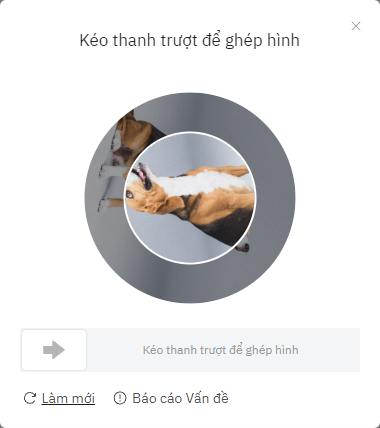 Kéo thanh trượt để ghép hình
Kéo thanh trượt để ghép hình
Làm mới Báo cáo Vấn đề